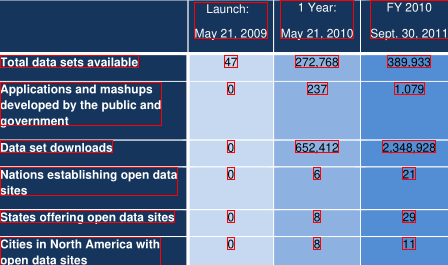 Launch: 1 Year: FY 2010
May 21, 2009 May 21, 2010 Sept. 30, 2011
Total data sets available 47 272,768 389,933
Applications and mashups 0 237 1,079
developed by the public and
government
Data set downloads 0 652,412 2,348,928
Nations establishing open data 0 6 21
sites
States offering open data sites 0 8 29
Cities in North America with 0 8 11
open data sites